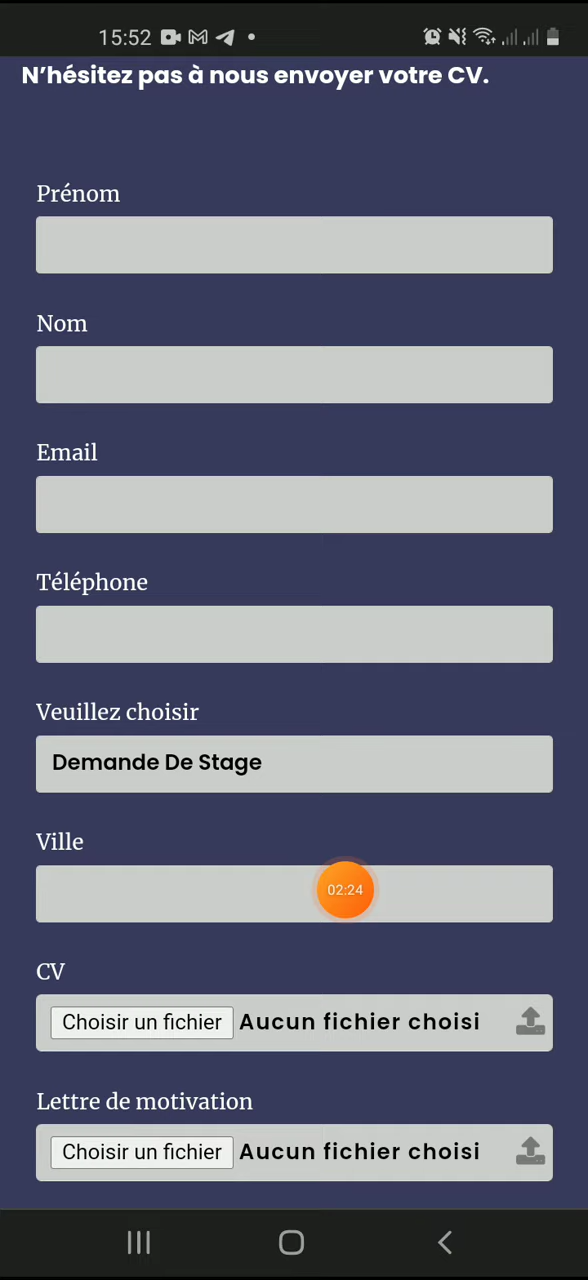 15:52
N’hésitez pas à nous envoyer votre CV.
Prénom
Nom
Email
Téléphone
Veuillez choisir
Demande De Stage
Ville
02:24
CV
Choisir un fichier Aucun fichier choisi
Lettre de motivation
Choisir un fichier Aucun fichier choisi